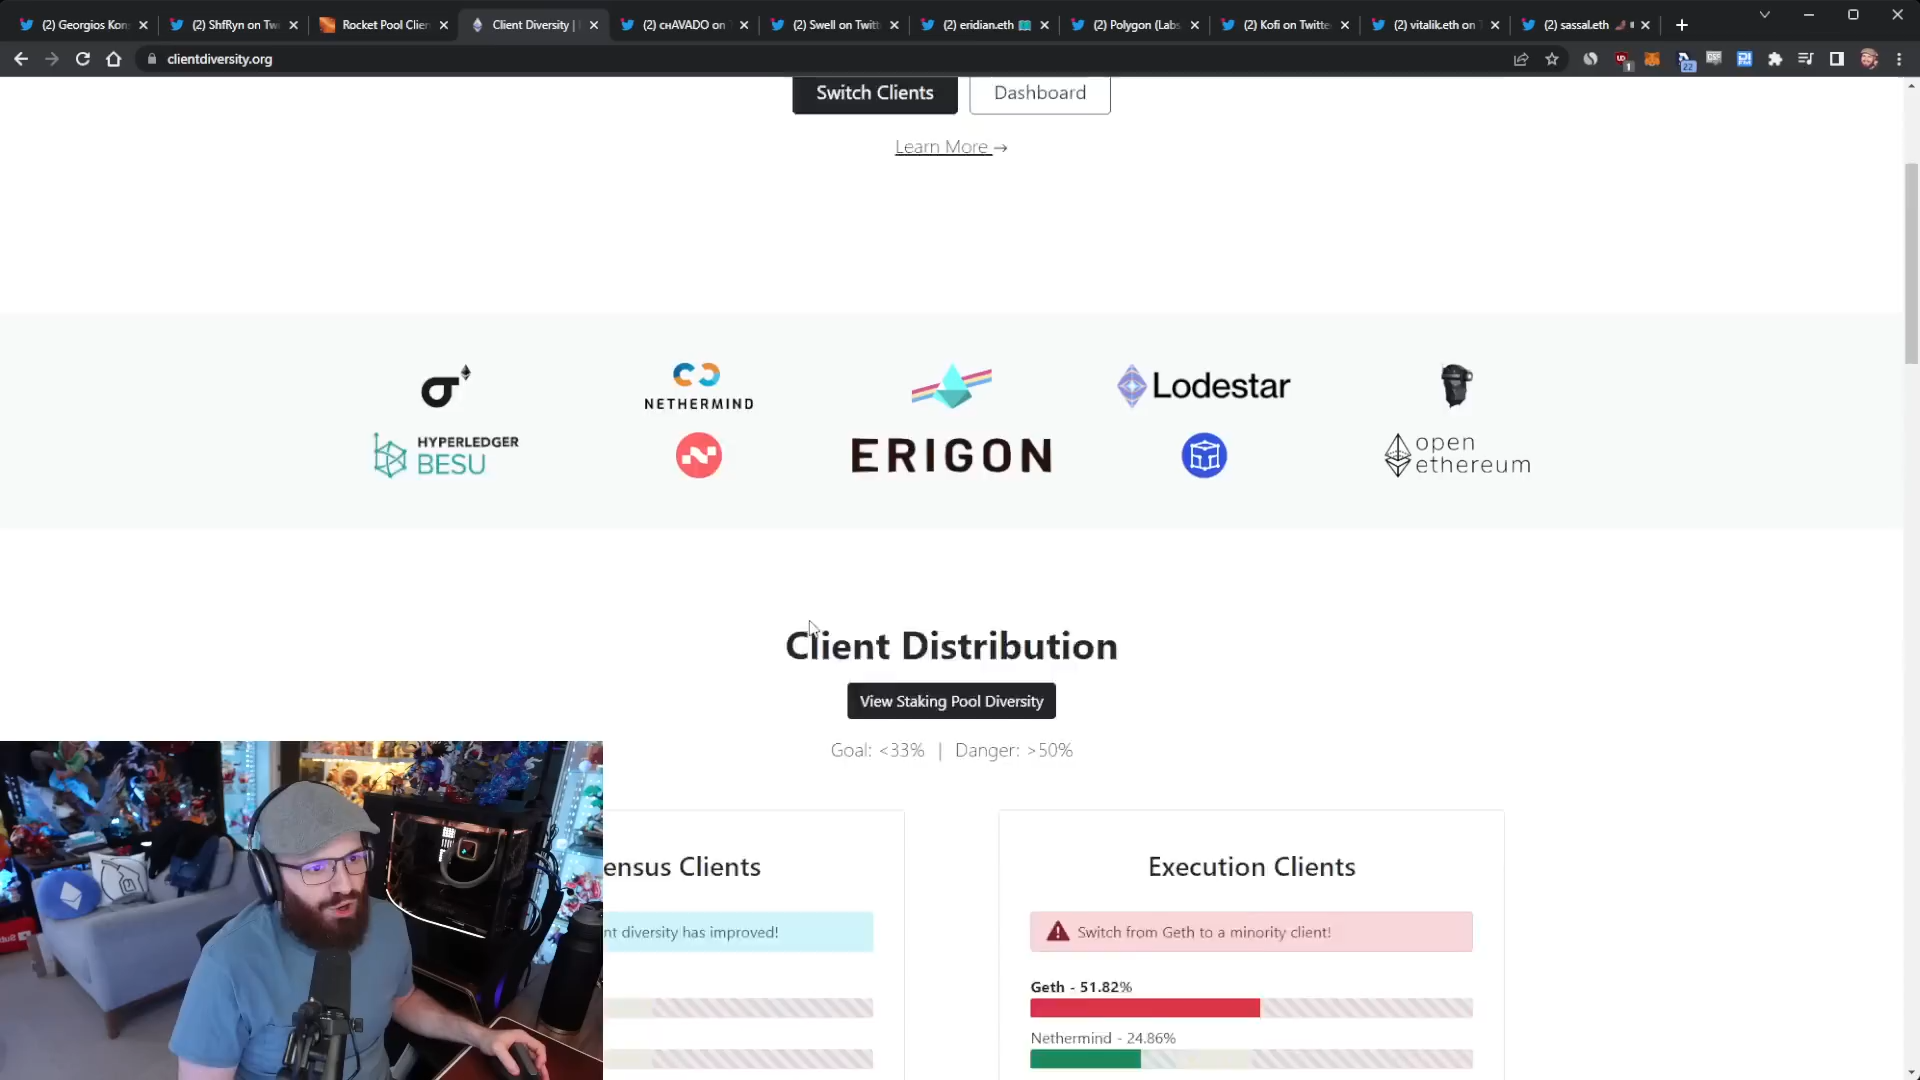 (2) Georgios Kon
(2) ShfRyn on Tw
Rocket Pool Clien
Client Diversity |
(2) cʜAVADO on
(2) Swell on Twitt
(2) eridian.eth
(2) Polygon (Labs
(2) Kofi on Twitte
(2) vitalik.eth on
(2) sassal.eth
clientdiversity.org
1
22
Switch Clients
Dashboard
Learn More →
NETHERMIND
Lodestar
HYPERLEDGER
BESU
ERIGON
open
ethereum
Client Distribution
View Staking Pool Diversity
Goal: <33% | Danger: >50%
ensus Clients
Execution Clients
nt diversity has improved!
Switch from Geth to a minority client!
Geth - 51.82%
Nethermind - 24.86%